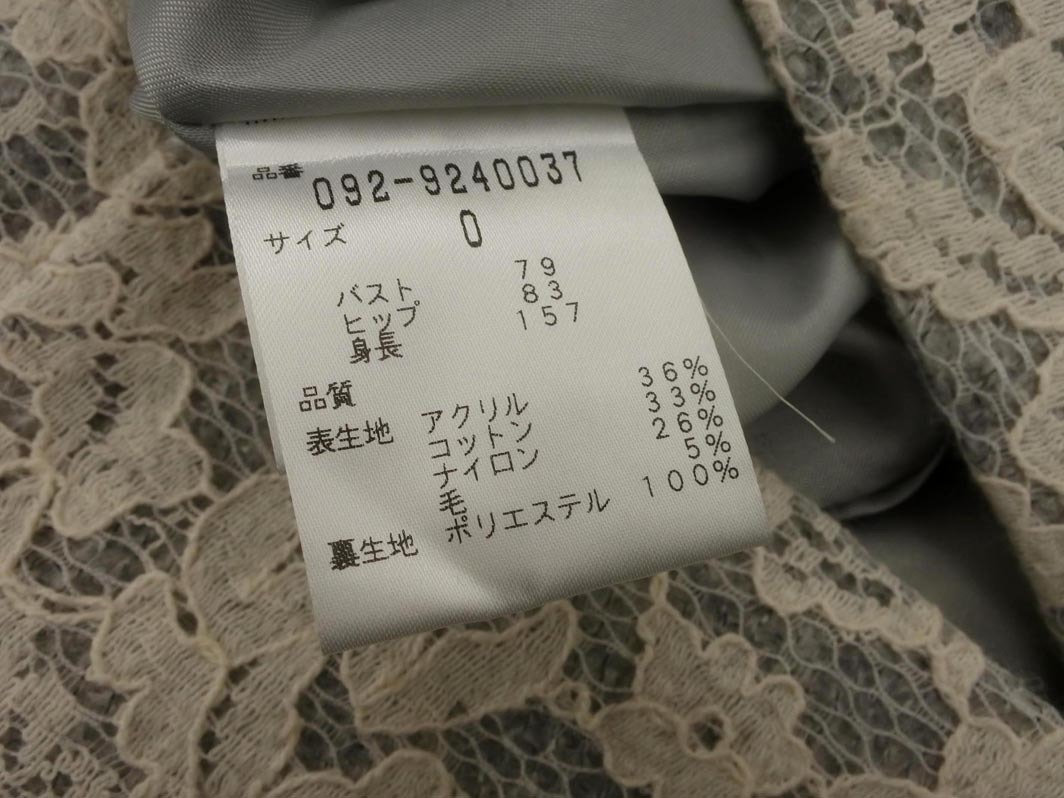 品番 092-9240037
サイズ 0
バスト 79
ヒップ 83
身長 157
品質
表生地 アクリル 36%
コットン 33%
ナイロン 26%
毛 5%
裏生地 ポリエステル 100%